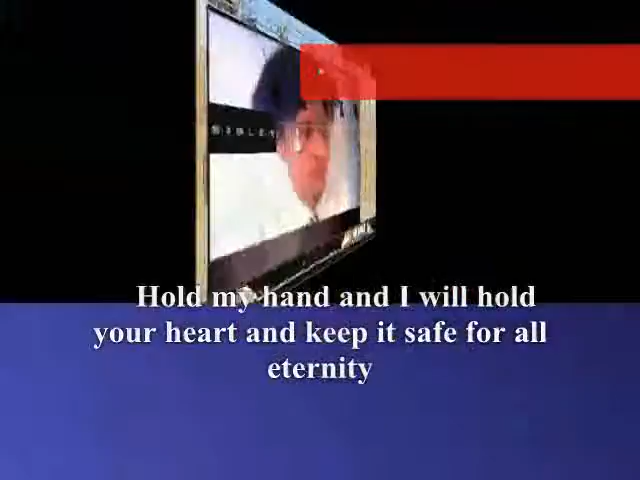 Hold my hand and I will hold
your heart and keep it safe for all
eternity